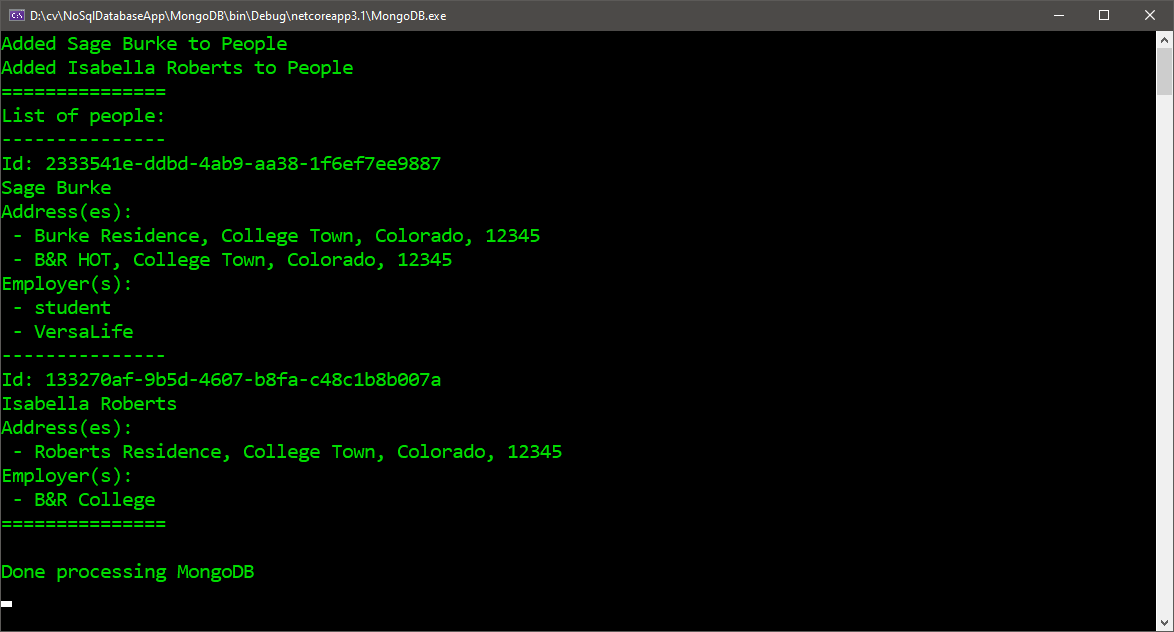 D:\cv\NoSqlDatabaseApp\MongoDB\bin\Debug\netcoreapp3.1\MongoDB.exe
Added Sage Burke to People
Added Isabella Roberts to People
===============
List of people:
---------------
Id: 2333541e-ddbd-4ab9-aa38-1f6ef7ee9887
Sage Burke
Address(es):
 - Burke Residence, College Town, Colorado, 12345
 - B&R HOT, College Town, Colorado, 12345
Employer(s):
 - student
 - VersaLife
---------------
Id: 133270af-9b5d-4607-b8fa-c48c1b8b007a
Isabella Roberts
Address(es):
 - Roberts Residence, College Town, Colorado, 12345
Employer(s):
 - B&R College
===============
Done processing MongoDB